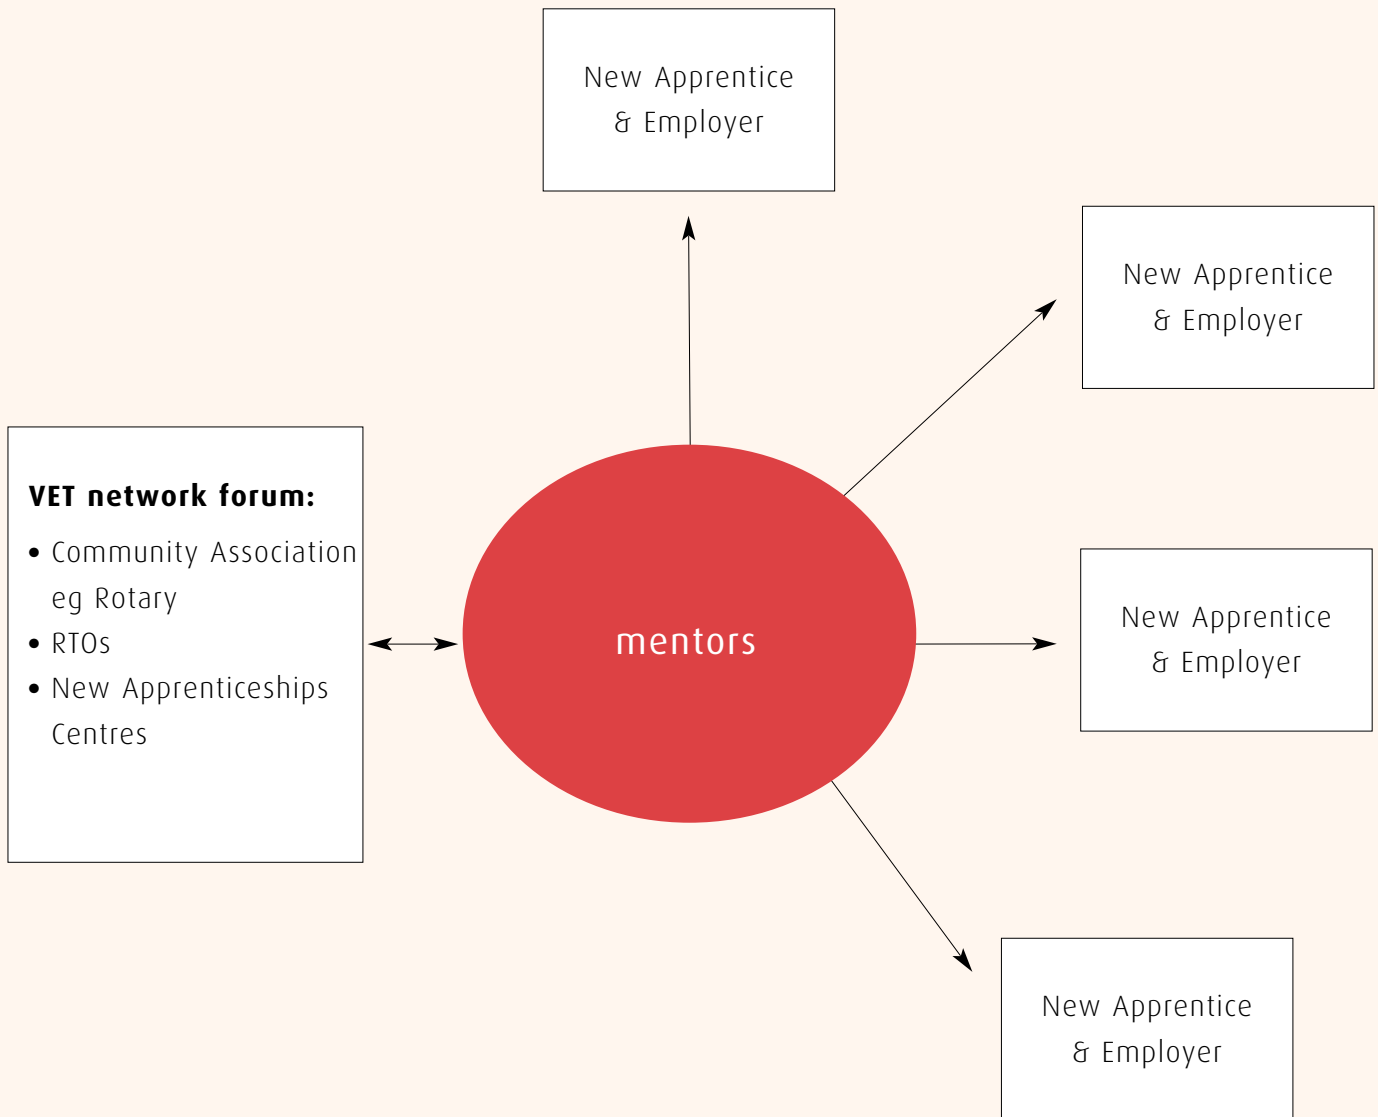 New Apprentice
& Employer
New Apprentice
& Employer
VET network forum:
• Community Association
eg Rotary
• RTOs
• New Apprenticeships
Centres
mentors
New Apprentice
& Employer
New Apprentice
& Employer